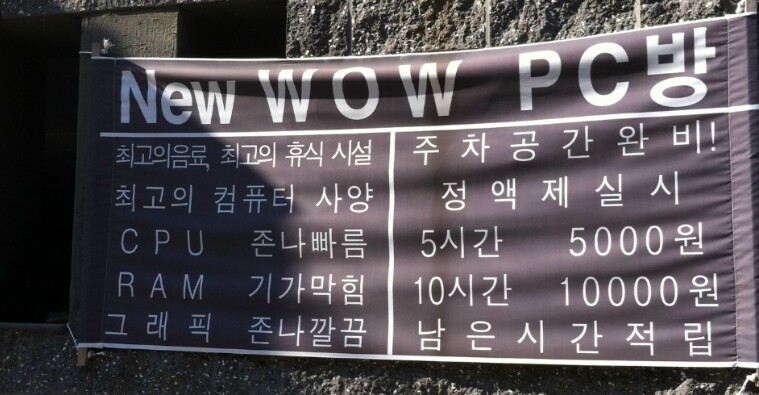 New WOW PC방
최고의음료, 최고의 휴식 시설
최고의 컴퓨터 사양
CPU 존나빠름
RAM 기가막힘
그래픽 존나깔끔
주차공간완비!
정액제실시
5시간 5000원
10시간 10000원
남은시간적립